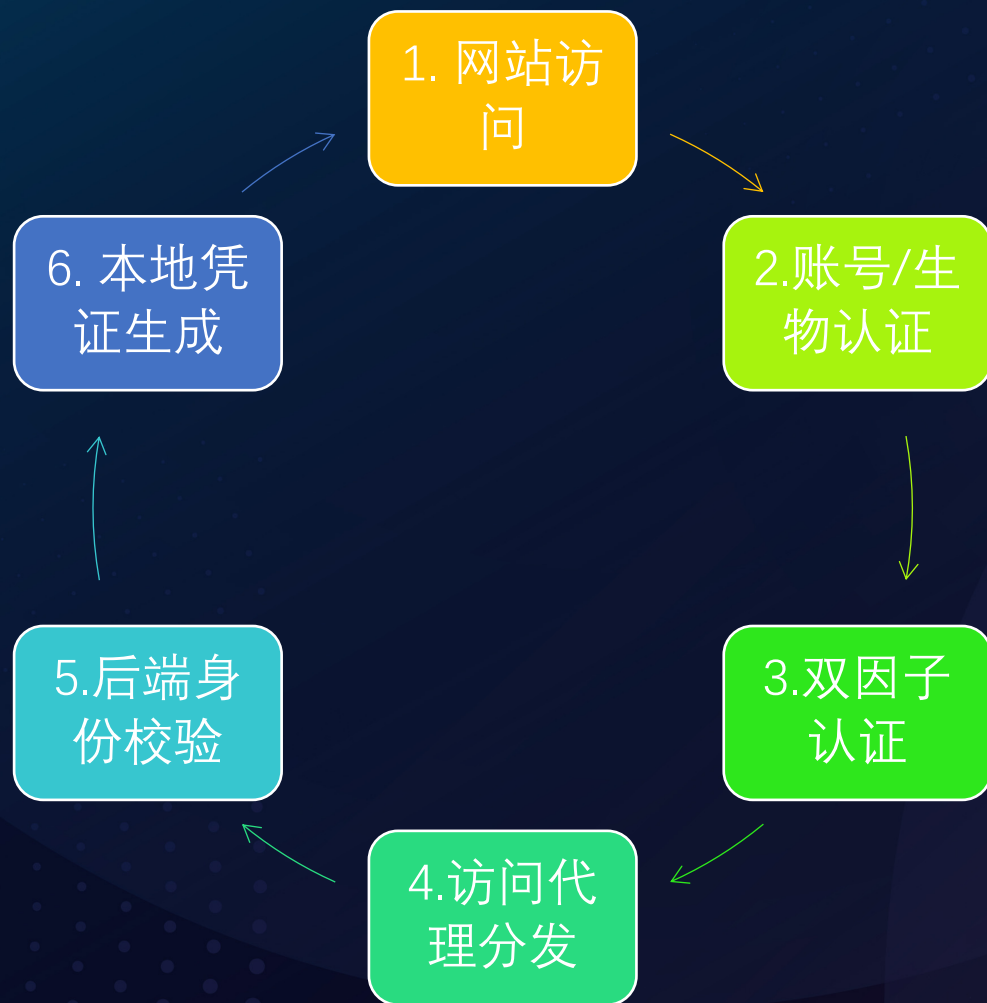 1. 网站访
问
2.账号/生
物认证
3.双因子
认证
4.访问代
理分发
5.后端身
份校验
6. 本地凭
证生成